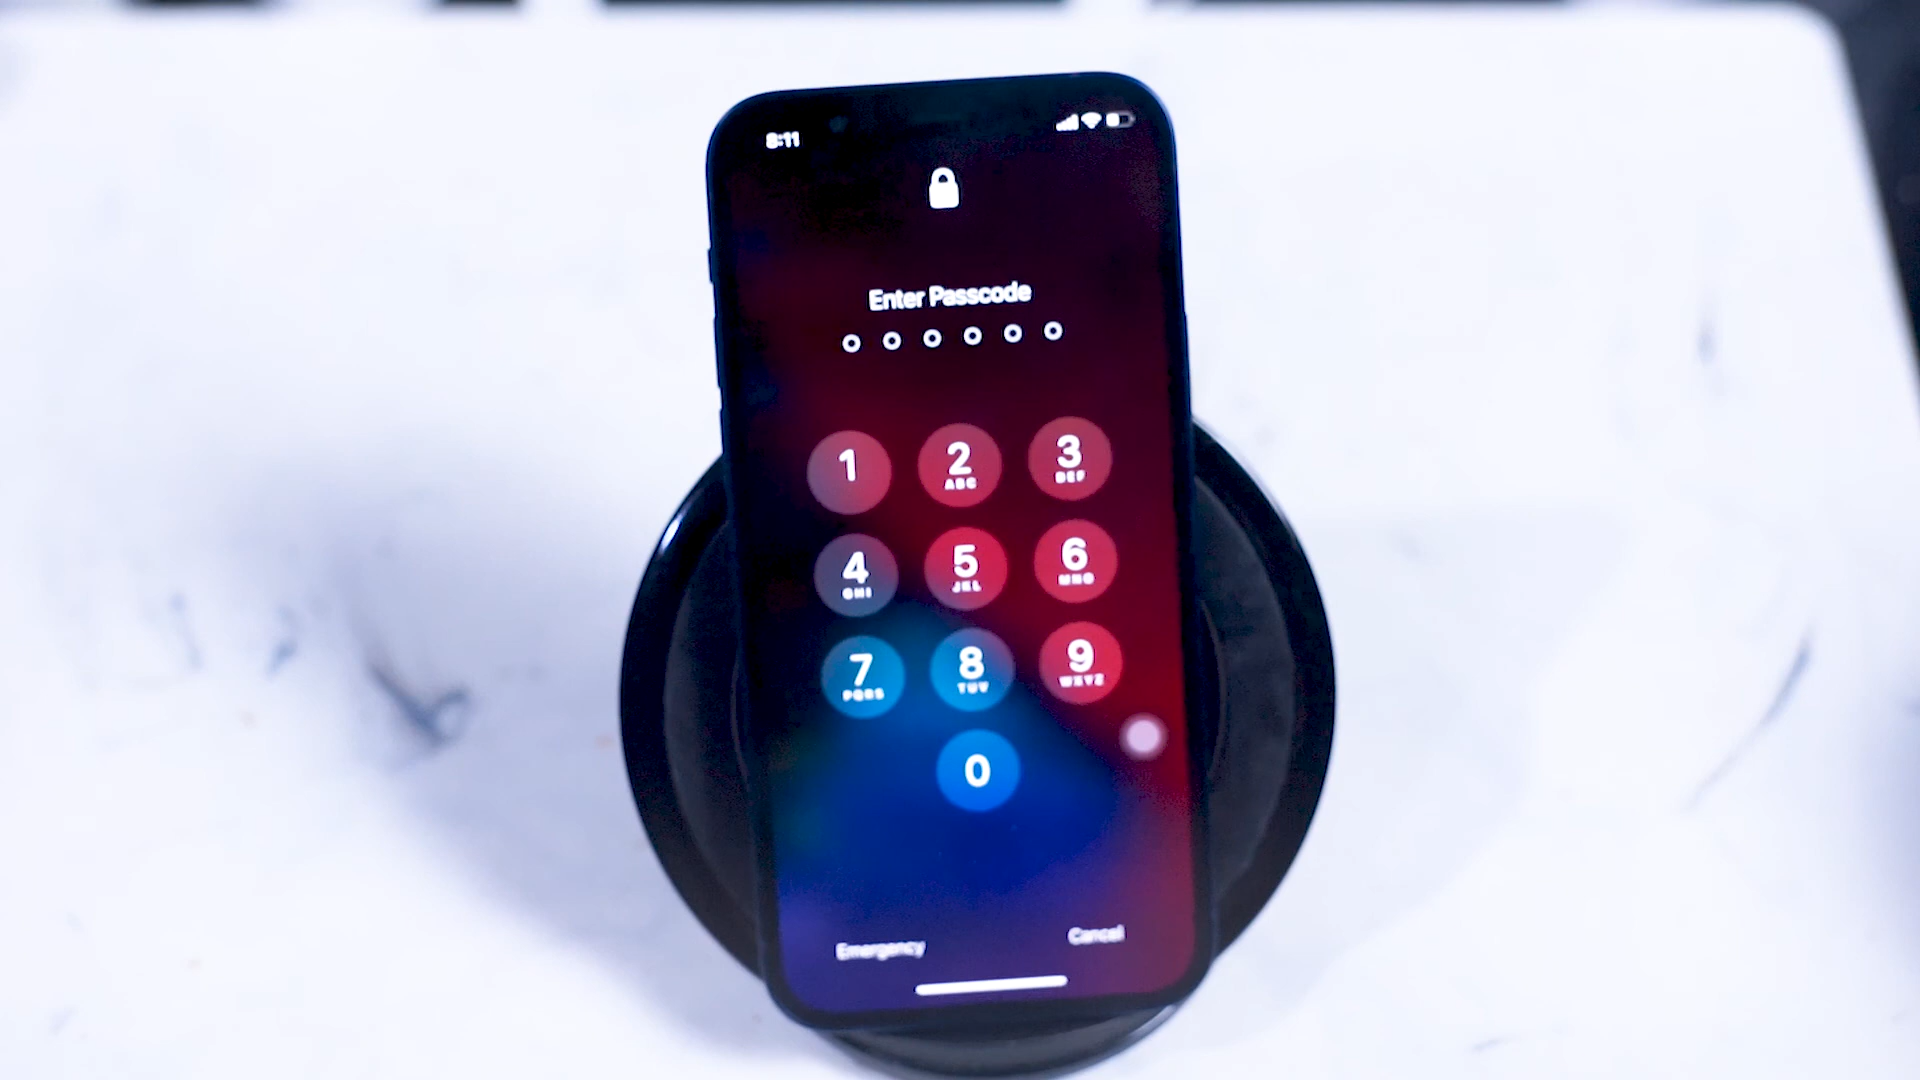 8:11
Enter Passcode
1 2 3
ABC DEF
4 5 6
GHI JKL MNO
7 8 9
PQRS TUV WXYZ
0
Emergency Cancel